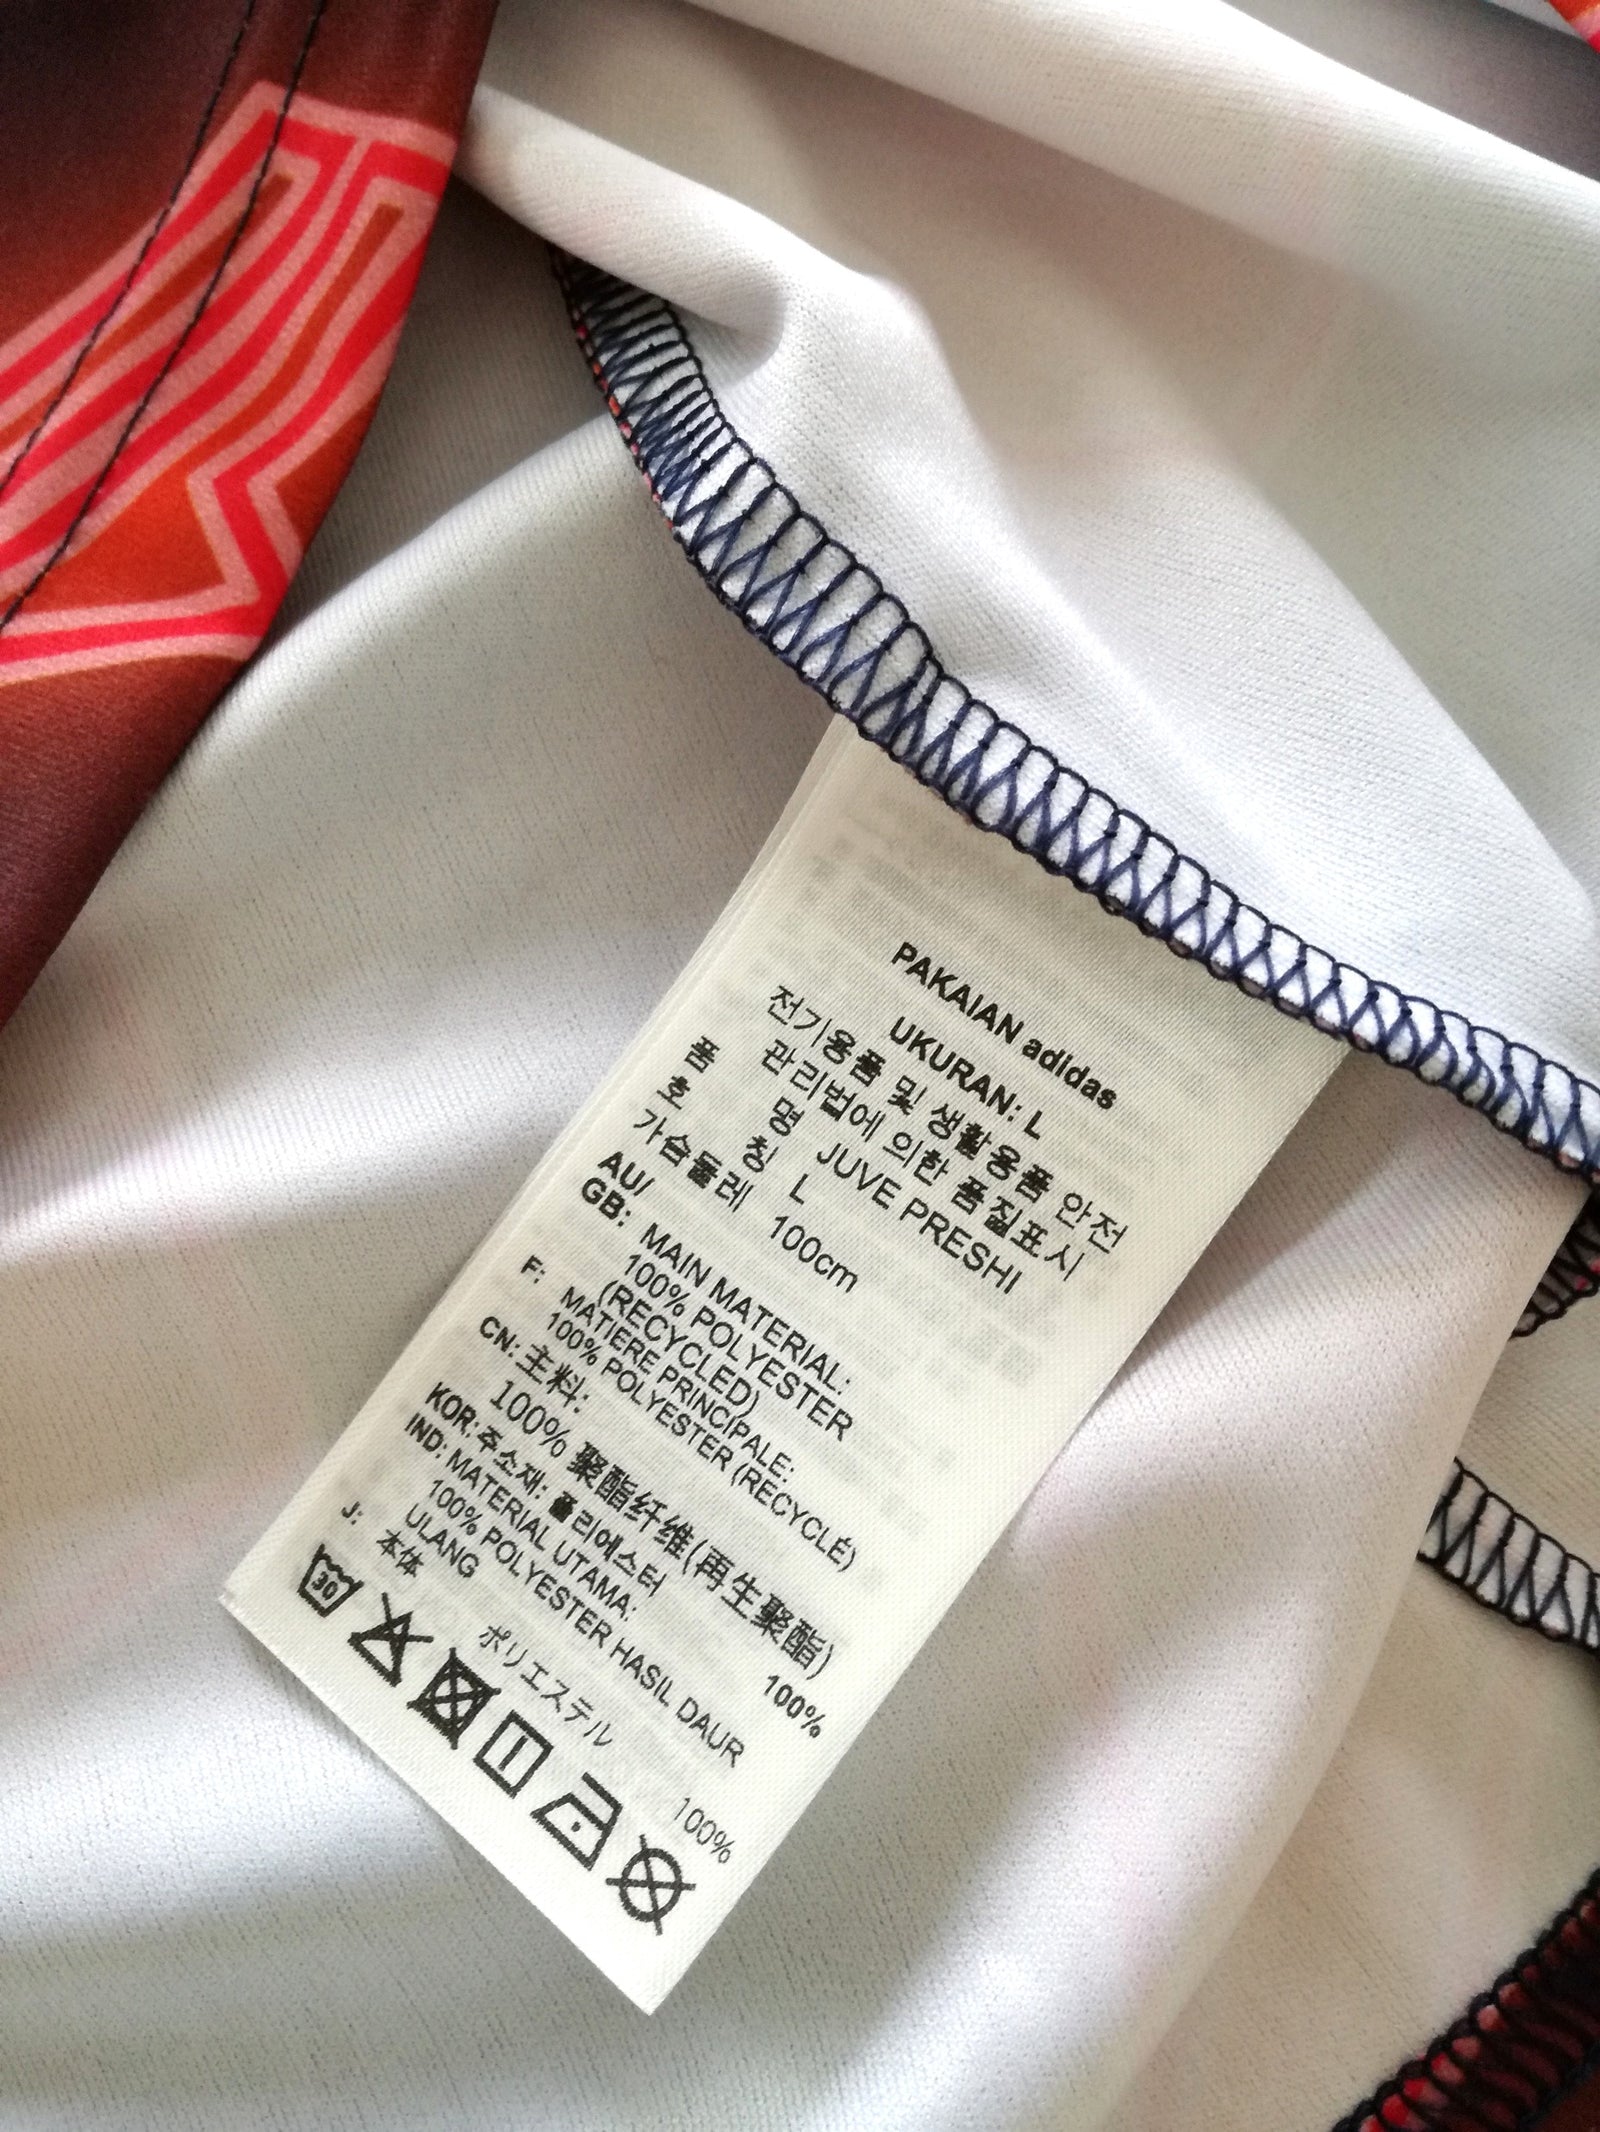 PAKAIAN adidas
UKURAN: L
전기용품 및 생활용품 안전
관리법에 의한 품질표시
품 명 JUVE PRESHI
호 칭 L
가슴둘레 100cm
AU/
GB: MAIN MATERIAL:
100% POLYESTER
(RECYCLED)
F: MATIERE PRINCIPALE:
100% POLYESTER (RECYCLÉ)
CN: 主料:
100% 聚酯纤维(再生聚酯)
KOR: 주소재: 폴리에스터 100%
IND: MATERIAL UTAMA:
100% POLYESTER HASIL DAUR
ULANG
J: 本体
ポリエステル 100%
30